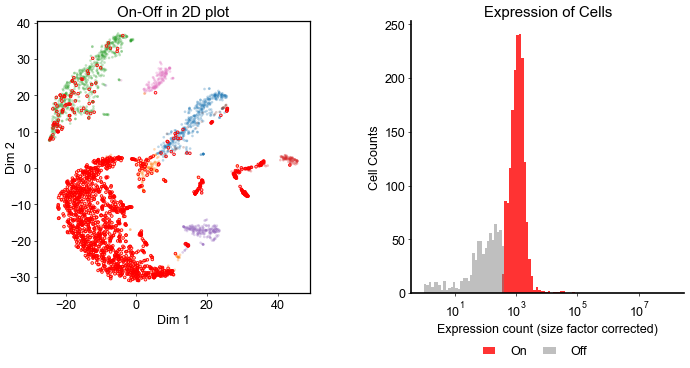 On-Off in 2D plot
40
30
20
10
0
−10
−20
−30
Dim 2
−20 0 20 40
Dim 1
Expression of Cells
250
200
150
100
50
0
Cell Counts
10^1 10^3 10^5 10^7
Expression count (size factor corrected)
On Off